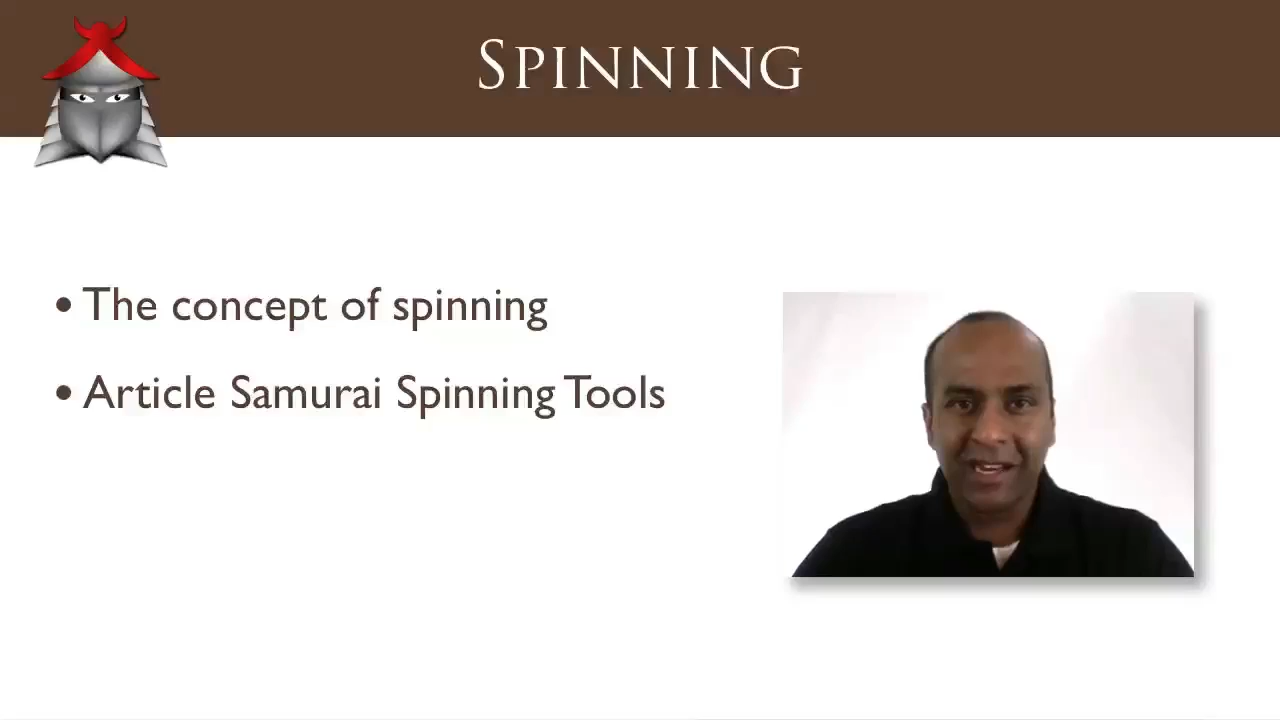 SPINNING
• The concept of spinning
• Article Samurai Spinning Tools